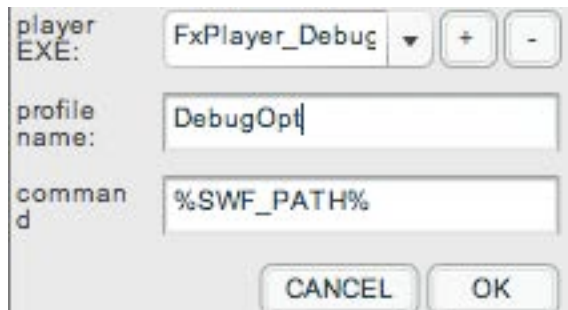 player
EXE:
FxPlayer_Debug
+
-
profile
name:
DebugOpt
comman
d
%SWF_PATH%
CANCEL
OK